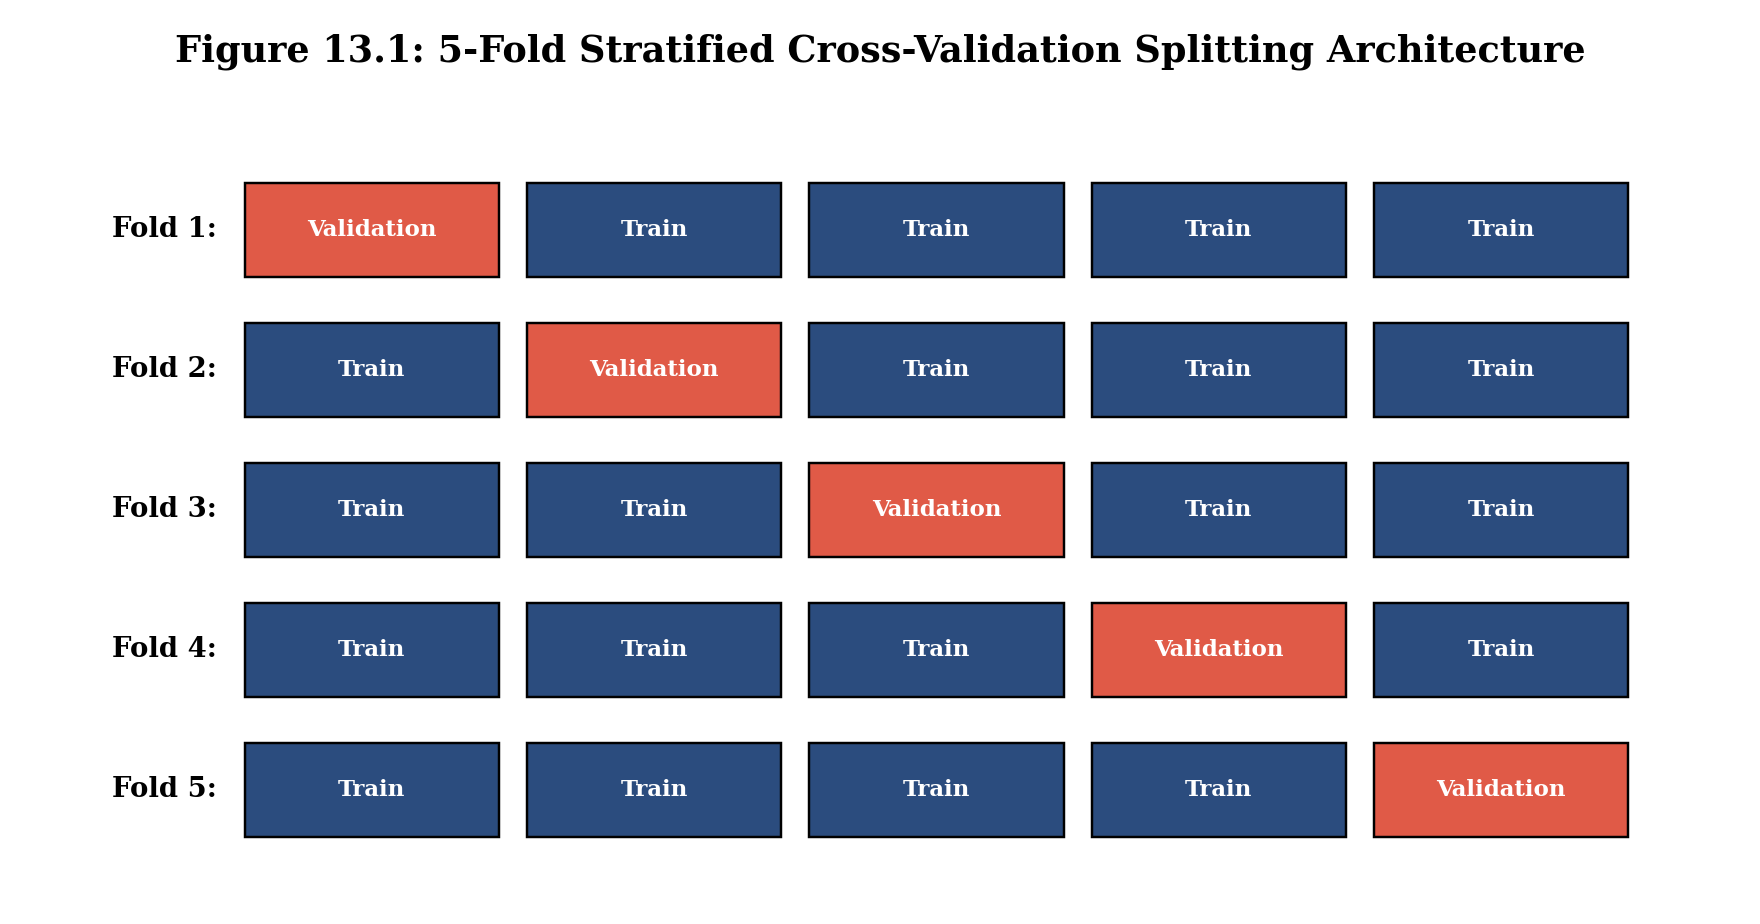 Figure 13.1: 5-Fold Stratified Cross-Validation Splitting Architecture
Fold 1: Validation Train Train Train Train
Fold 2: Train Validation Train Train Train
Fold 3: Train Train Validation Train Train
Fold 4: Train Train Train Validation Train
Fold 5: Train Train Train Train Validation